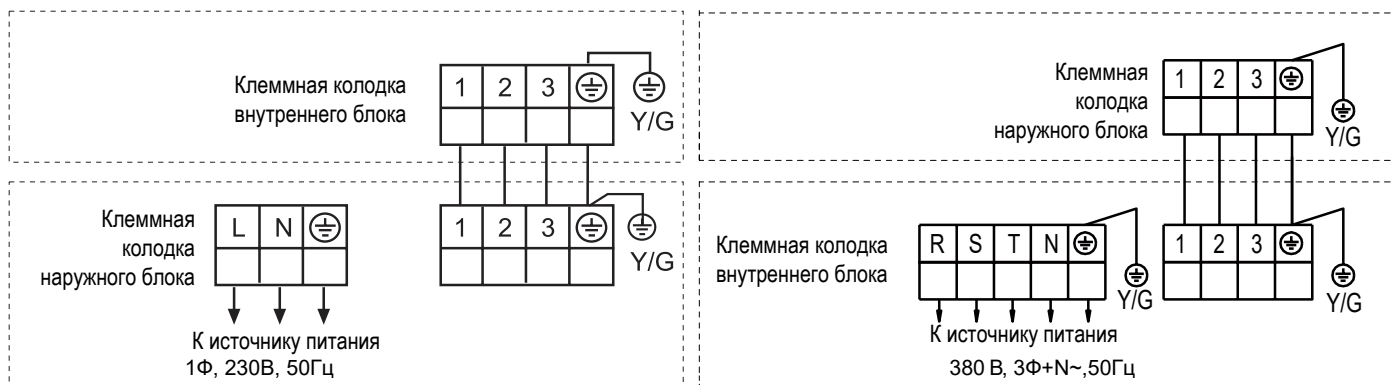 Клеммная колодка
внутреннего блока
1 2 3
Y/G
Клеммная
колодка
наружного блока
L N
1 2 3
Y/G
К источнику питания
1Ф, 230В, 50Гц
Клеммная
колодка
наружного блока
1 2 3
Y/G
Клеммная колодка
внутреннего блока
R S T N
Y/G
1 2 3
Y/G
К источнику питания
380 В, 3Ф+N~,50Гц